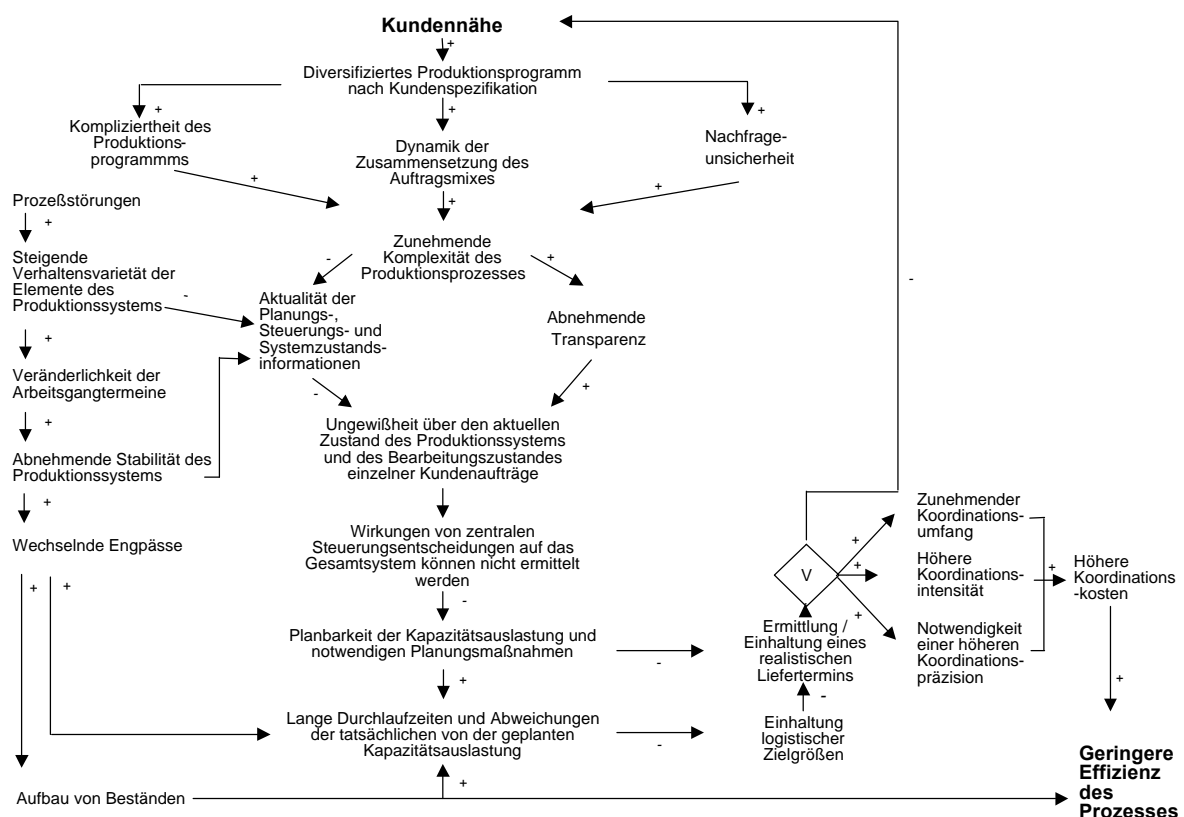 Kundennähe
+
Diversifiziertes Produktionsprogramm
nach Kundenspezifikation
+
+
+
Kompliziertheit des
Produktions-
programmms
Dynamik der
Zusammensetzung des
Auftragsmixes
Nachfrage-
unsicherheit
+
+
+
Prozeßstörungen
+
Steigende
Verhaltensvarietät der
Elemente des
Produktionssystems
-
Zunehmende
Komplexität des
Produktionsprozesses
-
+
-
Aktualität der
Planungs-,
Steuerungs- und
Systemzustands-
informationen
Abnehmende
Transparenz
+
Veränderlichkeit der
Arbeitsgangtermeine
-
+
+
Ungewißheit über den aktuellen
Zustand des Produktionssystems
und des Bearbeitungszustandes
einzelner Kundenaufträge
Abnehmende Stabilität des
Produktionssystems
+
Wechselnde Engpässe
Wirkungen von zentralen
Steuerungsentscheidungen auf das
Gesamtsystem können nicht ermittelt
werden
-
+
+
Planbarkeit der Kapazitätsauslastung und
notwendigen Planungsmaßnahmen
-
+
Lange Durchlaufzeiten und Abweichungen
der tatsächlichen von der geplanten
Kapazitätsauslastung
-
+
V
Ermittlung /
Einhaltung eines
realistischen
Liefertermins
-
Einhaltung
logistischer
Zielgrößen
+
+
+
Zunehmender
Koordinations-
umfang
Höhere
Koordinations-
intensität
Notwendigkeit
einer höheren
Koordinations-
präzision
+
Höhere
Koordinations
-kosten
+
Aufbau von Beständen
Geringere
Effizienz
des
Prozesses